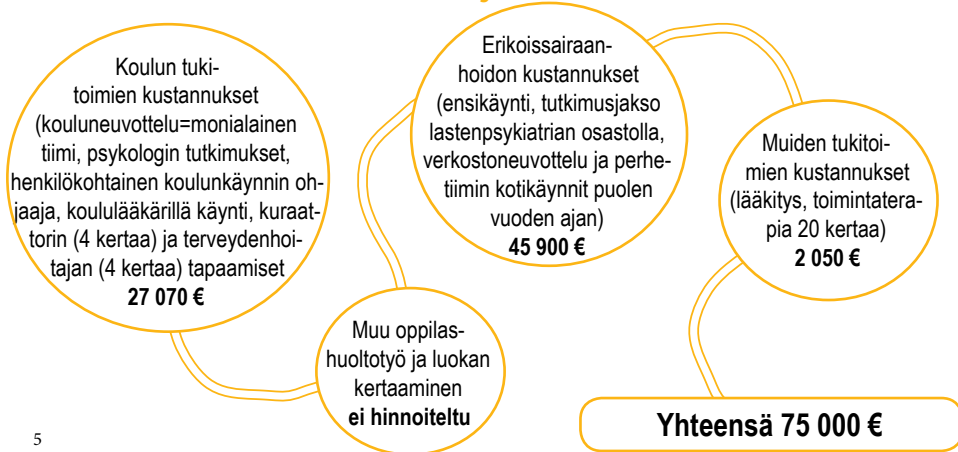 Koulun tuki-
toimien kustannukset
(kouluneuvottelu=monialainen
tiimi, psykologin tutkimukset,
henkilökohtainen koulunkäynnin oh-
jaaja, koululääkärillä käynti, kuraat-
torin (4 kertaa) ja terveydenhoi-
tajan (4 kertaa) tapaamiset
27 070 €
Muu oppilas-
huoltotyö ja luokan
kertaaminen
ei hinnoiteltu
Erikoissairaan-
hoidon kustannukset
(ensikäynti, tutkimusjakso
lastenpsykiatrian osastolla,
verkostoneuvottelu ja perhe-
tiimin kotikäynnit puolen
vuoden ajan)
45 900 €
Muiden tukitoi-
mien kustannukset
(lääkitys, toimintatera-
pia 20 kertaa)
2 050 €
Yhteensä 75 000 €
5